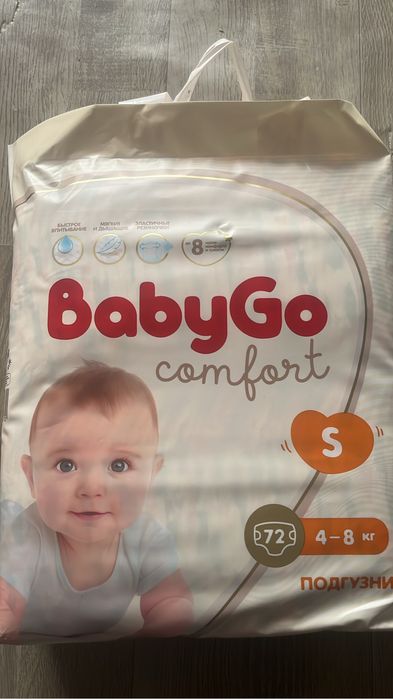 БЫСТРОЕ
ВПИТЫВАНИЕ
МЯГКИЕ
И ДЫШАЩИЕ
ЭЛАСТИЧНЫЕ
РЕЗИНОЧКИ
8
BabyGo
comfort
S
72
4–8 кг
ПОДГУЗНИ